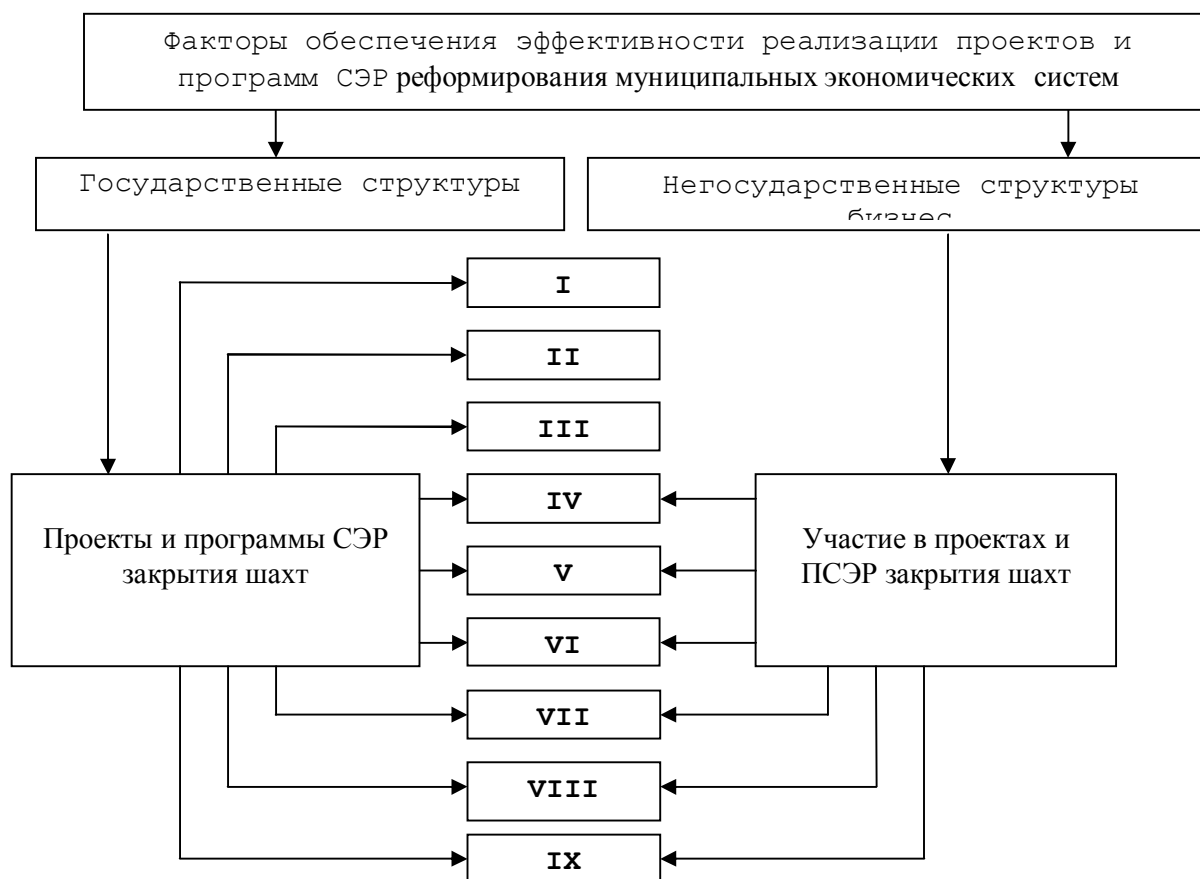 Факторы обеспечения эффективности реализации проектов и
программ СЭР реформирования муниципальных экономических систем
Государственные структуры
Негосударственные структуры
бизнес
I
II
III
IV
V
VI
VII
VIII
IX
Проекты и программы СЭР
закрытия шахт
Участие в проектах и
ПСЭР закрытия шахт